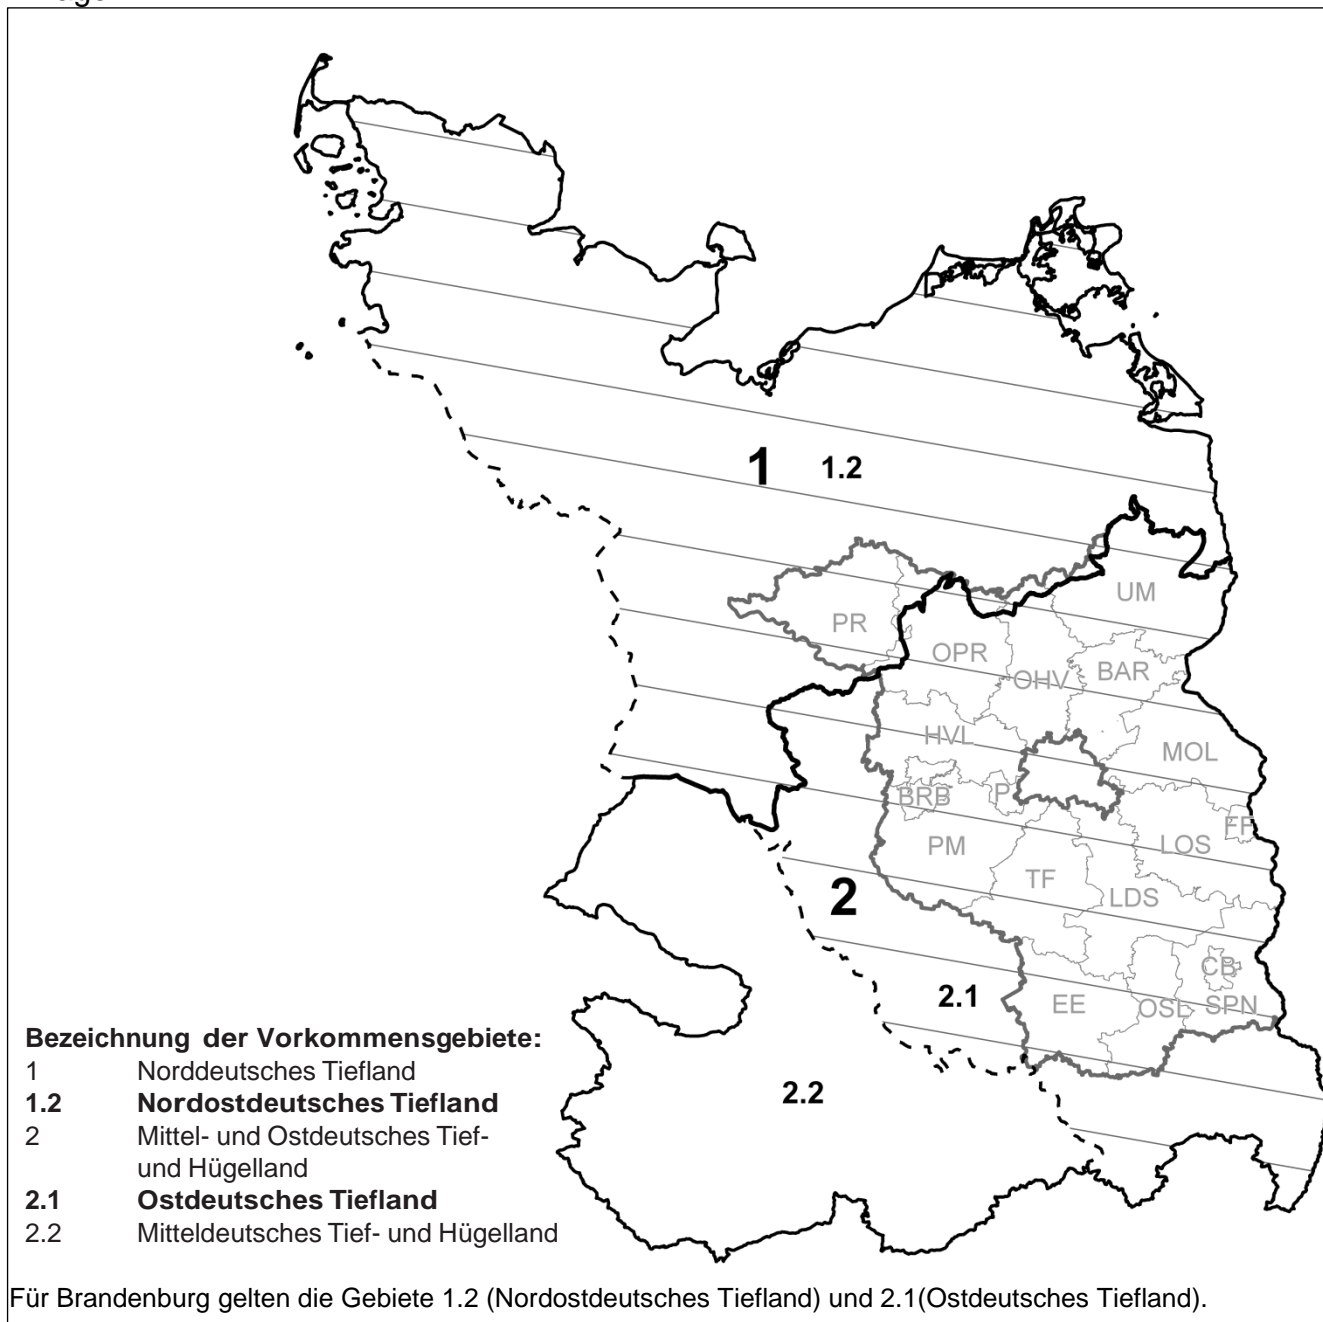 1 1.2
UM
PR
OPR
BAR
OHV
HVL
MOL
BRB
P
FF
PM
LOS
TF
2
LDS
CB
2.1
EE
OSL
SPN
2.2
Bezeichnung der Vorkommensgebiete:
1 Norddeutsches Tiefland
1.2 Nordostdeutsches Tiefland
2 Mittel- und Ostdeutsches Tief-
und Hügelland
2.1 Ostdeutsches Tiefland
2.2 Mitteldeutsches Tief- und Hügelland
Für Brandenburg gelten die Gebiete 1.2 (Nordostdeutsches Tiefland) und 2.1(Ostdeutsches Tiefland).